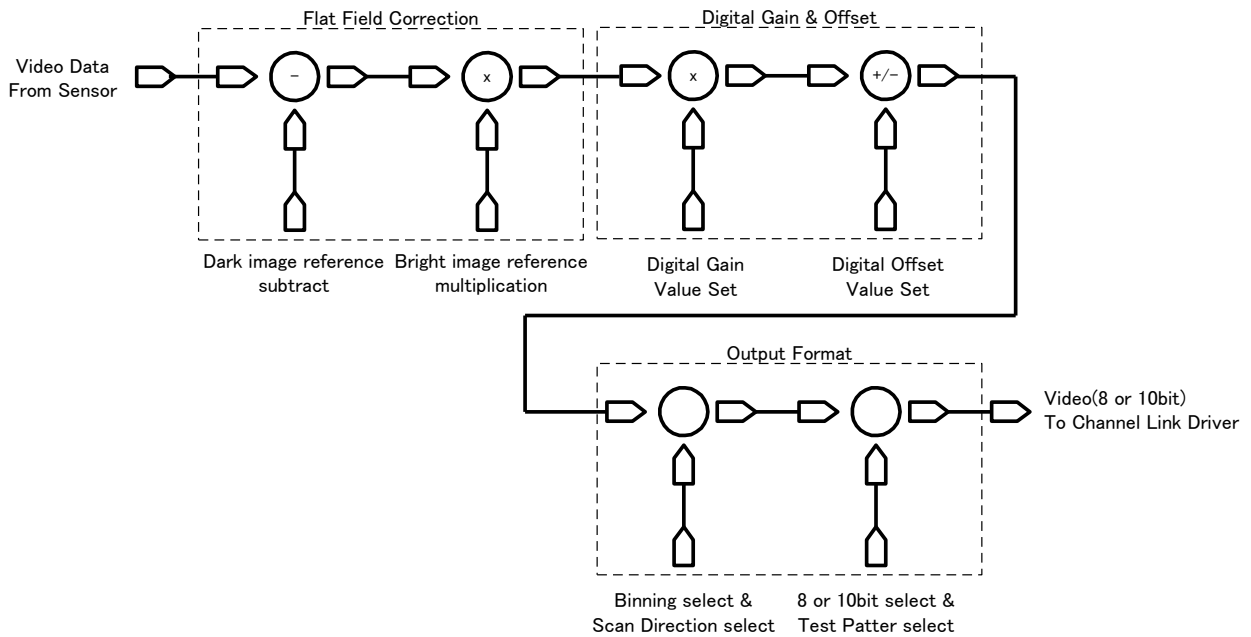 Flat Field Correction
Digital Gain & Offset
Video Data
From Sensor
−
x
x
+/−
Dark image reference
subtract
Bright image reference
multiplication
Digital Gain
Value Set
Digital Offset
Value Set
Output Format
Video(8 or 10bit)
To Channel Link Driver
Binning select &
Scan Direction select
8 or 10bit select &
Test Patter select